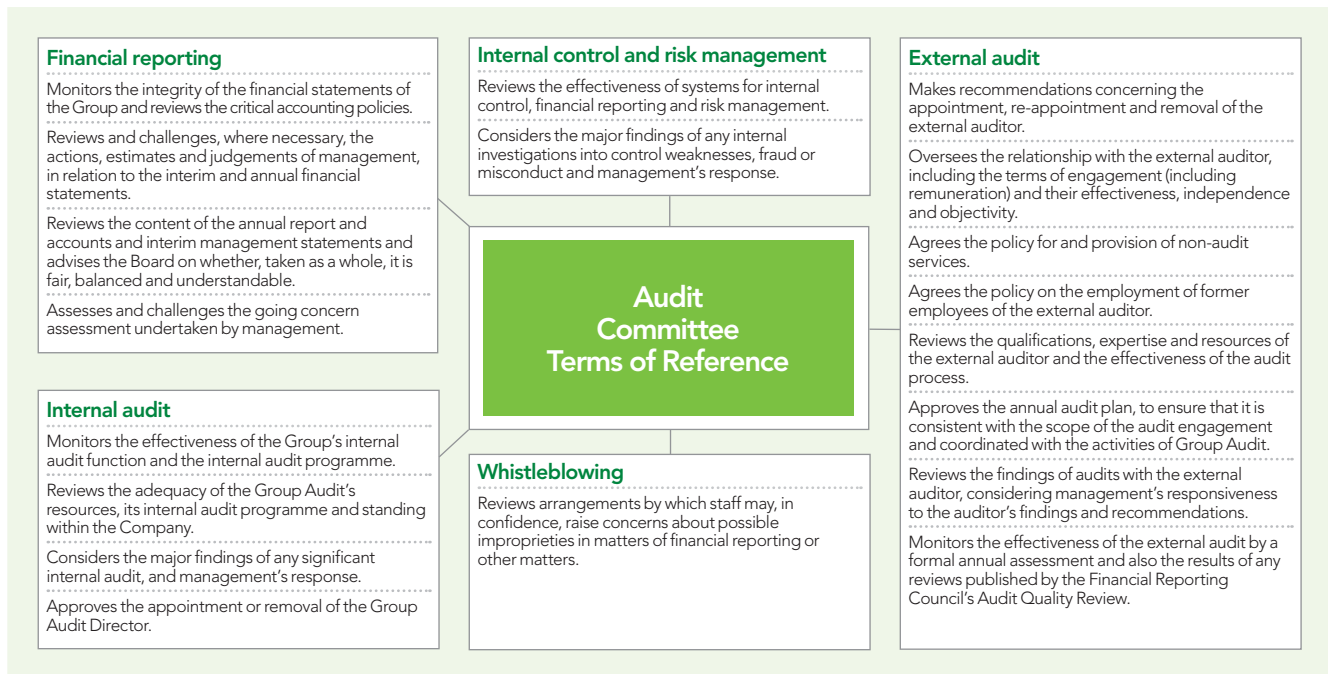 Financial reporting
Monitors the integrity of the financial statements of
the Group and reviews the critical accounting policies.
Reviews and challenges, where necessary, the
actions, estimates and judgements of management,
in relation to the interim and annual financial
statements.
Reviews the content of the annual report and
accounts and interim management statements and
advises the Board on whether, taken as a whole, it is
fair, balanced and understandable.
Assesses and challenges the going concern
assessment undertaken by management.
Internal audit
Monitors the effectiveness of the Group's internal
audit function and the internal audit programme.
Reviews the adequacy of the Group Audit's
resources, its internal audit programme and standing
within the Company.
Considers the major findings of any significant
internal audit, and management's response.
Approves the appointment or removal of the Group
Audit Director.
Internal control and risk management
Reviews the effectiveness of systems for internal
control, financial reporting and risk management.
Considers the major findings of any internal
investigations into control weaknesses, fraud or
misconduct and management's response.
Audit
Committee
Terms of Reference
Whistleblowing
Reviews arrangements by which staff may, in
confidence, raise concerns about possible
improprieties in matters of financial reporting or
other matters.
External audit
Makes recommendations concerning the
appointment, re-appointment and removal of the
external auditor.
Oversees the relationship with the external auditor,
including the terms of engagement (including
remuneration) and their effectiveness, independence
and objectivity.
Agrees the policy for and provision of non-audit
services.
Agrees the policy on the employment of former
employees of the external auditor.
Reviews the qualifications, expertise and resources of
the external auditor and the effectiveness of the audit
process.
Approves the annual audit plan, to ensure that it is
consistent with the scope of the audit engagement
and coordinated with the activities of Group Audit.
Reviews the findings of audits with the external
auditor, considering management's responsiveness
to the auditor's findings and recommendations.
Monitors the effectiveness of the external audit by a
formal annual assessment and also the results of any
reviews published by the Financial Reporting
Council's Audit Quality Review.